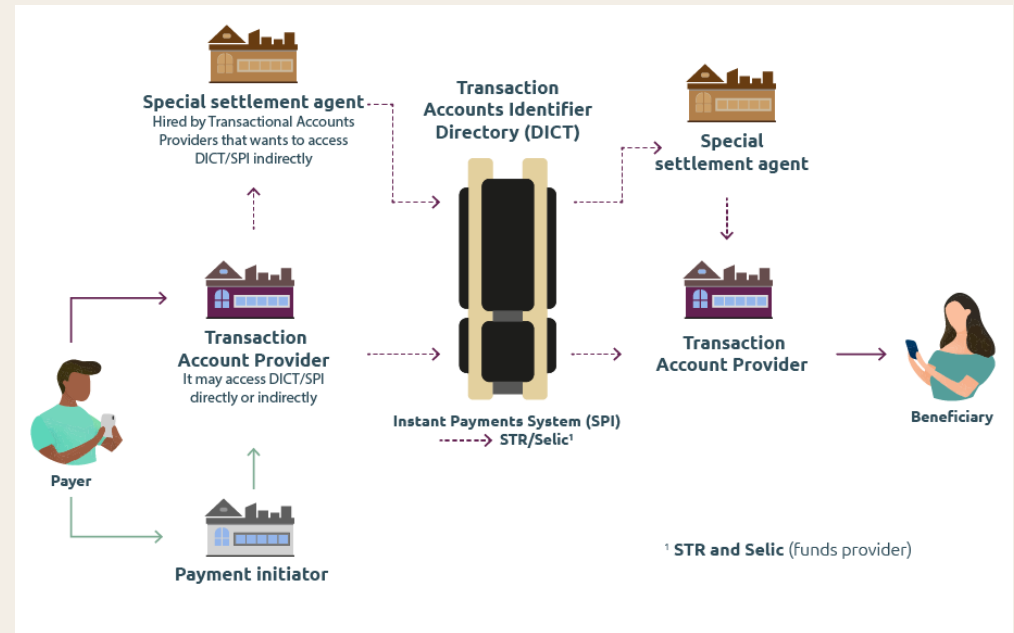 Special settlement agent
Hired by Transactional Accounts
Providers that wants to access
DICT/SPI indirectly
Transaction
Accounts Identifier
Directory (DICT)
Special
settlement agent
Transaction
Account Provider
It may access DICT/SPI
directly or indirectly
Transaction
Account Provider
Payer
Instant Payments System (SPI)
STR/Selic¹
Beneficiary
Payment initiator
¹ STR and Selic (funds provider)